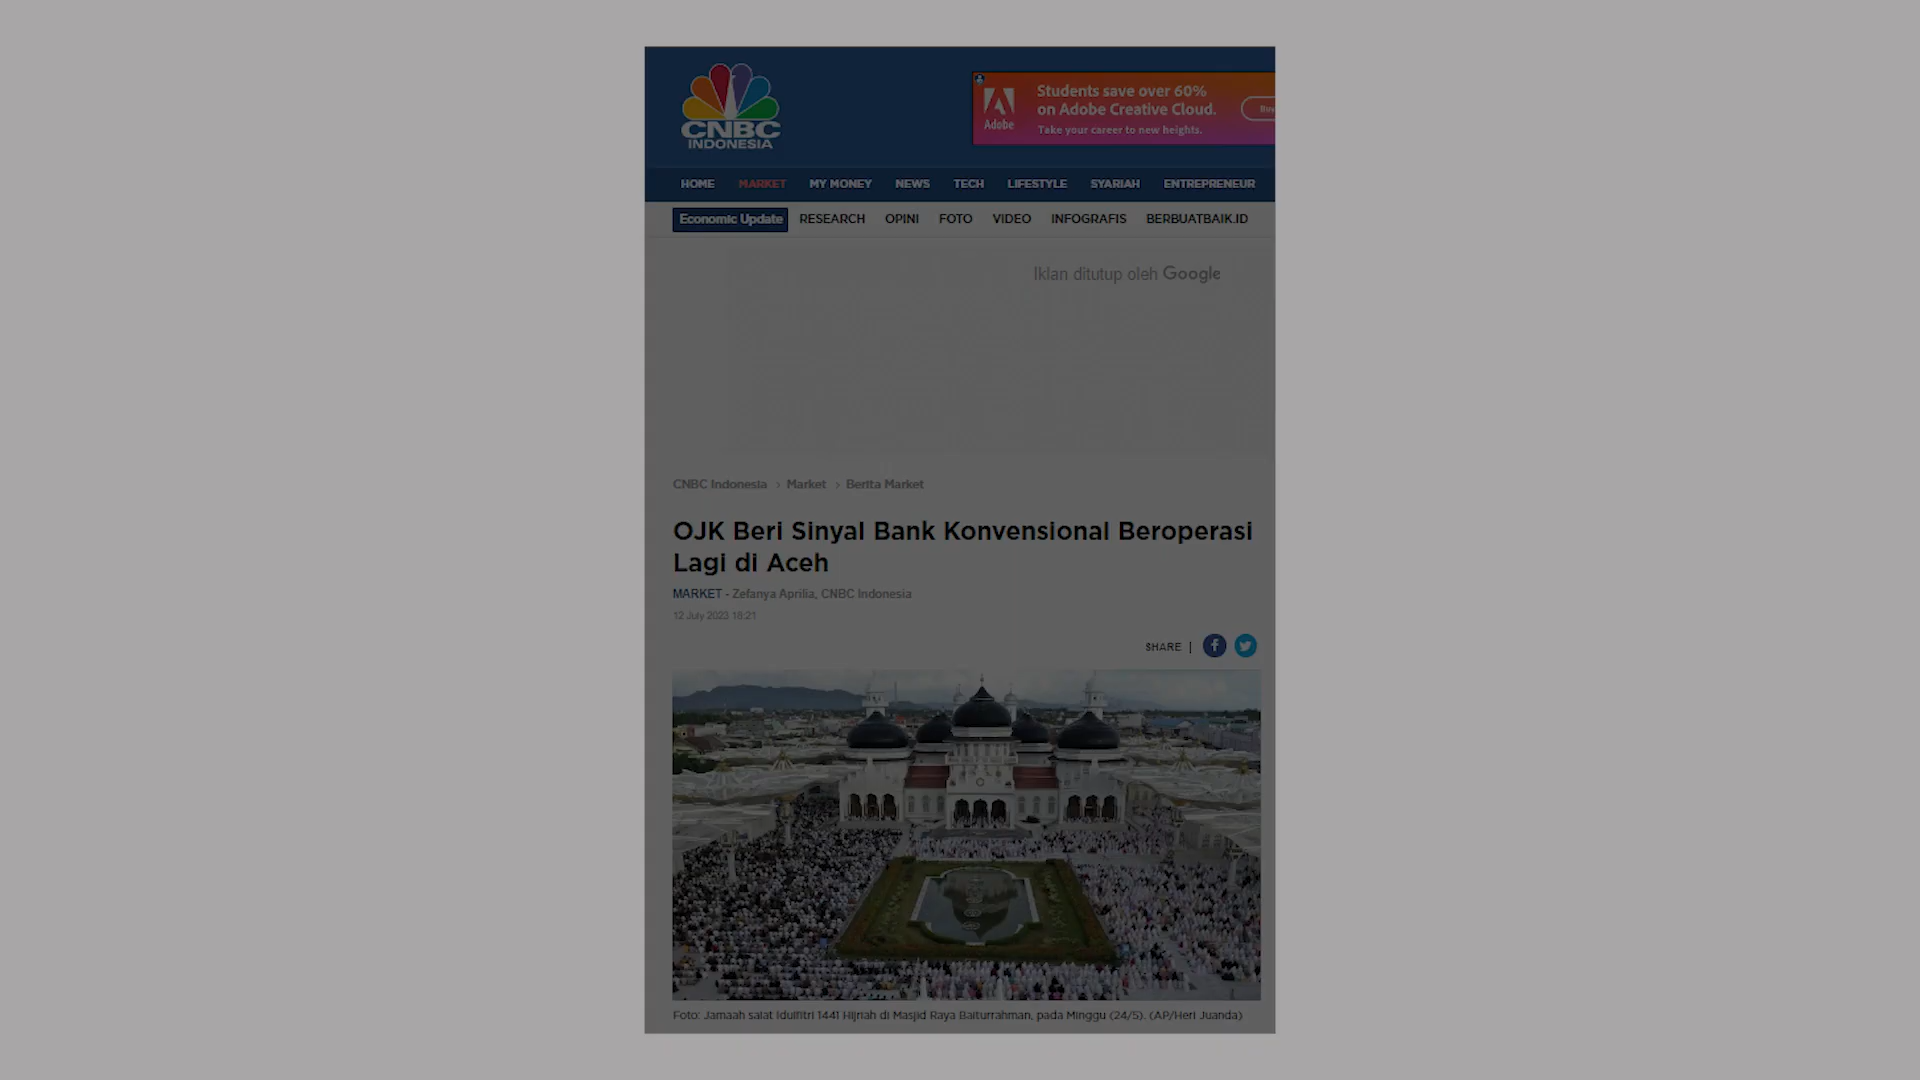 CNBC
INDONESIA
Adobe
Students save over 60%
on Adobe Creative Cloud.
Take your career to new heights.
HOME MARKET MY MONEY NEWS TECH LIFESTYLE SYARIAH ENTREPRENEUR
Economic Update RESEARCH OPINI FOTO VIDEO INFOGRAFIS BERBUATBAIK.ID
Iklan ditutup oleh Google
CNBC Indonesia > Market > Berita Market
OJK Beri Sinyal Bank Konvensional Beroperasi
Lagi di Aceh
MARKET - Zefanya Aprilia, CNBC Indonesia
12 July 2023 18:21
SHARE |
Foto: Jamaah salat Idulfitri 1441 Hijriah di Masjid Raya Baiturrahman, pada Minggu (24/5). (AP/Heri Juanda)